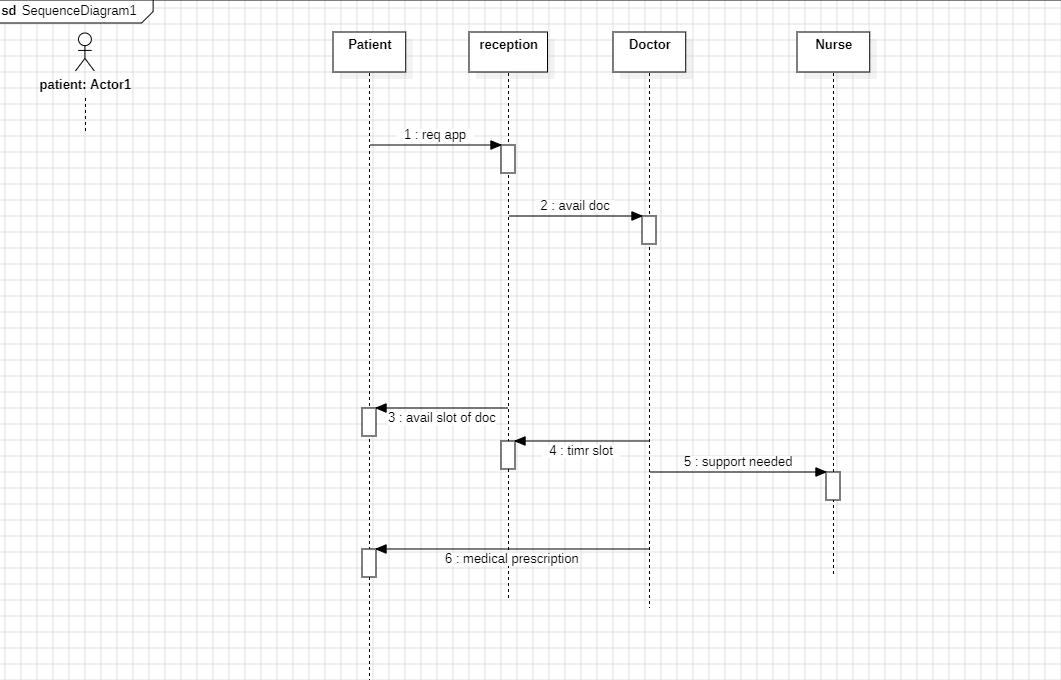 sd SequenceDiagram1
patient: Actor1
Patient
reception
Doctor
Nurse
1 : req app
2 : avail doc
3 : avail slot of doc
4 : timr slot
5 : support needed
6 : medical prescription